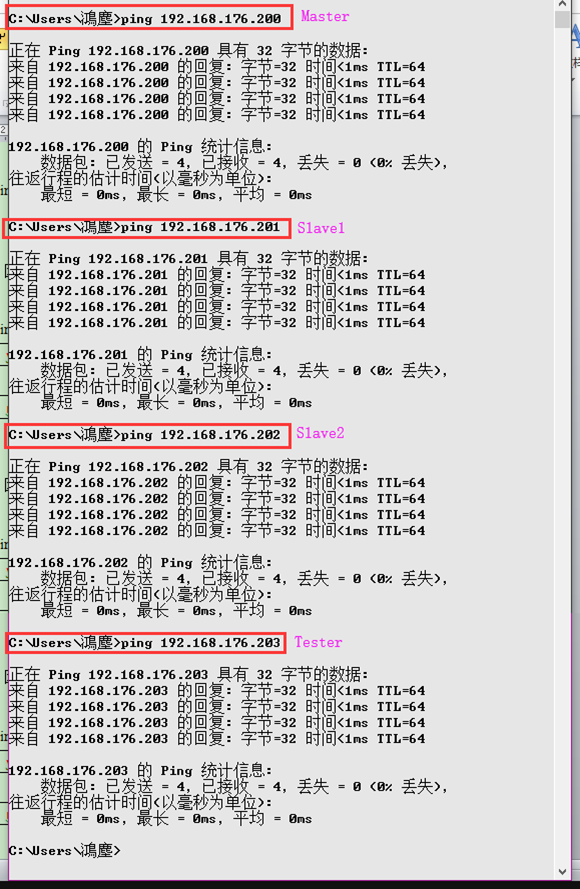 C:\Users\鴻塵>ping 192.168.176.200 Master
正在 Ping 192.168.176.200 具有 32 字节的数据:
来自 192.168.176.200 的回复: 字节=32 时间<1ms TTL=64
来自 192.168.176.200 的回复: 字节=32 时间<1ms TTL=64
来自 192.168.176.200 的回复: 字节=32 时间<1ms TTL=64
来自 192.168.176.200 的回复: 字节=32 时间<1ms TTL=64
192.168.176.200 的 Ping 统计信息:
数据包: 已发送 = 4, 已接收 = 4, 丢失 = 0 (0% 丢失),
往返行程的估计时间(以毫秒为单位):
最短 = 0ms, 最长 = 0ms, 平均 = 0ms
C:\Users\鴻塵>ping 192.168.176.201 Slave1
正在 Ping 192.168.176.201 具有 32 字节的数据:
来自 192.168.176.201 的回复: 字节=32 时间<1ms TTL=64
来自 192.168.176.201 的回复: 字节=32 时间<1ms TTL=64
来自 192.168.176.201 的回复: 字节=32 时间<1ms TTL=64
来自 192.168.176.201 的回复: 字节=32 时间<1ms TTL=64
192.168.176.201 的 Ping 统计信息:
数据包: 已发送 = 4, 已接收 = 4, 丢失 = 0 (0% 丢失),
往返行程的估计时间(以毫秒为单位):
最短 = 0ms, 最长 = 0ms, 平均 = 0ms
C:\Users\鴻塵>ping 192.168.176.202 Slave2
正在 Ping 192.168.176.202 具有 32 字节的数据:
来自 192.168.176.202 的回复: 字节=32 时间<1ms TTL=64
来自 192.168.176.202 的回复: 字节=32 时间<1ms TTL=64
来自 192.168.176.202 的回复: 字节=32 时间<1ms TTL=64
来自 192.168.176.202 的回复: 字节=32 时间<1ms TTL=64
192.168.176.202 的 Ping 统计信息:
数据包: 已发送 = 4, 已接收 = 4, 丢失 = 0 (0% 丢失),
往返行程的估计时间(以毫秒为单位):
最短 = 0ms, 最长 = 0ms, 平均 = 0ms
C:\Users\鴻塵>ping 192.168.176.203 Tester
正在 Ping 192.168.176.203 具有 32 字节的数据:
来自 192.168.176.203 的回复: 字节=32 时间<1ms TTL=64
来自 192.168.176.203 的回复: 字节=32 时间<1ms TTL=64
来自 192.168.176.203 的回复: 字节=32 时间<1ms TTL=64
来自 192.168.176.203 的回复: 字节=32 时间<1ms TTL=64
192.168.176.203 的 Ping 统计信息:
数据包: 已发送 = 4, 已接收 = 4, 丢失 = 0 (0% 丢失),
往返行程的估计时间(以毫秒为单位):
最短 = 0ms, 最长 = 0ms, 平均 = 0ms
C:\Users\鴻塵>